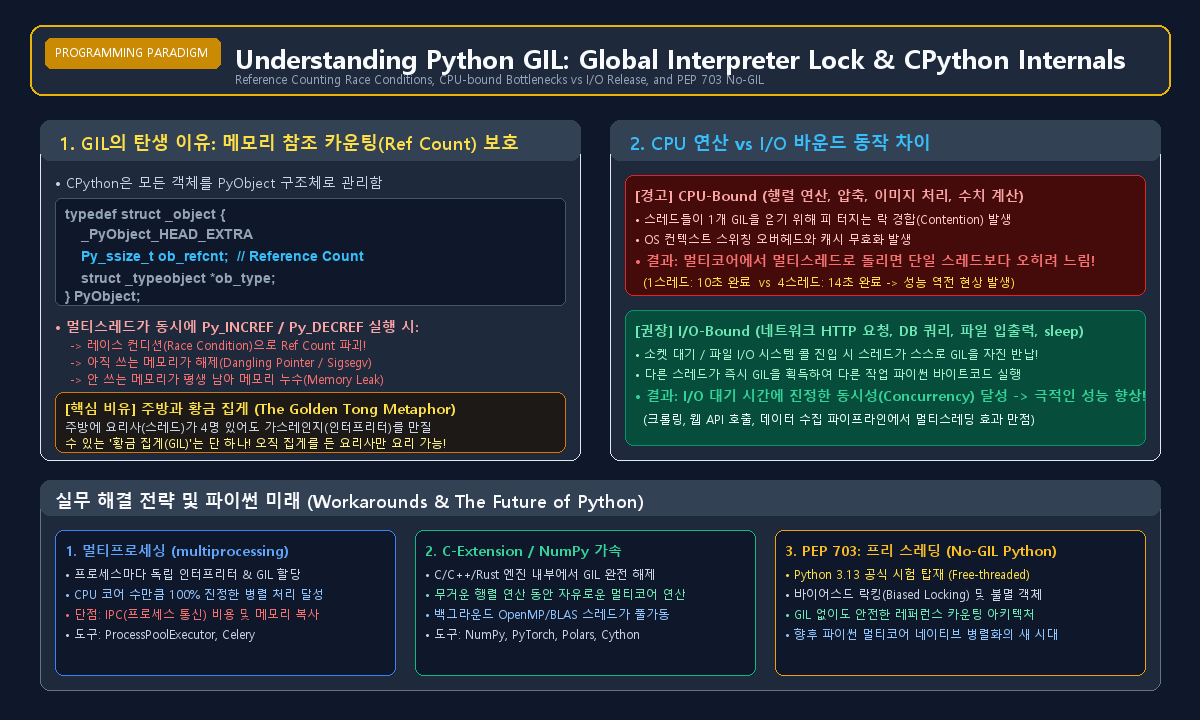 PROGRAMMING PARADIGM
Understanding Python GIL: Global Interpreter Lock & CPython Internals
Reference Counting Race Conditions, CPU-bound Bottlenecks vs I/O Release, and PEP 703 No-GIL
1. GIL의 탄생 이유: 메모리 참조 카운팅(Ref Count) 보호
• CPython은 모든 객체를 PyObject 구조체로 관리함
typedef struct _object {
_PyObject_HEAD_EXTRA
Py_ssize_t ob_refcnt;  // Reference Count
struct _typeobject *ob_type;
} PyObject;
• 멀티스레드가 동시에 Py_INCREF / Py_DECREF 실행 시:
-> 레이스 컨디션(Race Condition)으로 Ref Count 파괴!
-> 아직 쓰는 메모리가 해제(Dangling Pointer / Sigsegv)
-> 안 쓰는 메모리가 평생 남아 메모리 누수(Memory Leak)
[핵심 비유] 주방과 황금 집게 (The Golden Tong Metaphor)
주방에 요리사(스레드)가 4명 있어도 가스레인지(인터프리터)를 만질
수 있는 '황금 집게(GIL)'는 단 하나! 오직 집게를 든 요리사만 요리 가능!
2. CPU 연산 vs I/O 바운드 동작 차이
[경고] CPU-Bound (행렬 연산, 압축, 이미지 처리, 수치 계산)
• 스레드들이 1개 GIL을 얻기 위해 피 터지는 락 경합(Contention) 발생
• OS 컨텍스트 스위칭 오버헤드와 캐시 무효화 발생
• 결과: 멀티코어에서 멀티스레드로 돌리면 단일 스레드보다 오히려 느림!
(1스레드: 10초 완료  vs  4스레드: 14초 완료 -> 성능 역전 현상 발생)
[권장] I/O-Bound (네트워크 HTTP 요청, DB 쿼리, 파일 입출력, sleep)
• 소켓 대기 / 파일 I/O 시스템 콜 진입 시 스레드가 스스로 GIL을 자진 반납!
• 다른 스레드가 즉시 GIL을 획득하여 다른 작업 파이썬 바이트코드 실행
• 결과: I/O 대기 시간에 진정한 동시성(Concurrency) 달성 -> 극적인 성능 향상!
(크롤링, 웹 API 호출, 데이터 수집 파이프라인에서 멀티스레딩 효과 만점)
실무 해결 전략 및 파이썬 미래 (Workarounds & The Future of Python)
1. 멀티프로세싱 (multiprocessing)
• 프로세스마다 독립 인터프리터 & GIL 할당
• CPU 코어 수만큼 100% 진정한 병렬 처리 달성
• 단점: IPC(프로세스 통신) 비용 및 메모리 복사
• 도구: ProcessPoolExecutor, Celery
2. C-Extension / NumPy 가속
• C/C++/Rust 엔진 내부에서 GIL 완전 해제
• 무거운 행렬 연산 동안 자유로운 멀티코어 연산
• 백그라운드 OpenMP/BLAS 스레드가 풀가동
• 도구: NumPy, PyTorch, Polars, Cython
3. PEP 703: 프리 스레딩 (No-GIL Python)
• Python 3.13 공식 시험 탑재 (Free-threaded)
• 바이어스드 락킹(Biased Locking) 및 불멸 객체
• GIL 없이도 안전한 레퍼런스 카운팅 아키텍처
• 향후 파이썬 멀티코어 네이티브 병렬화의 새 시대